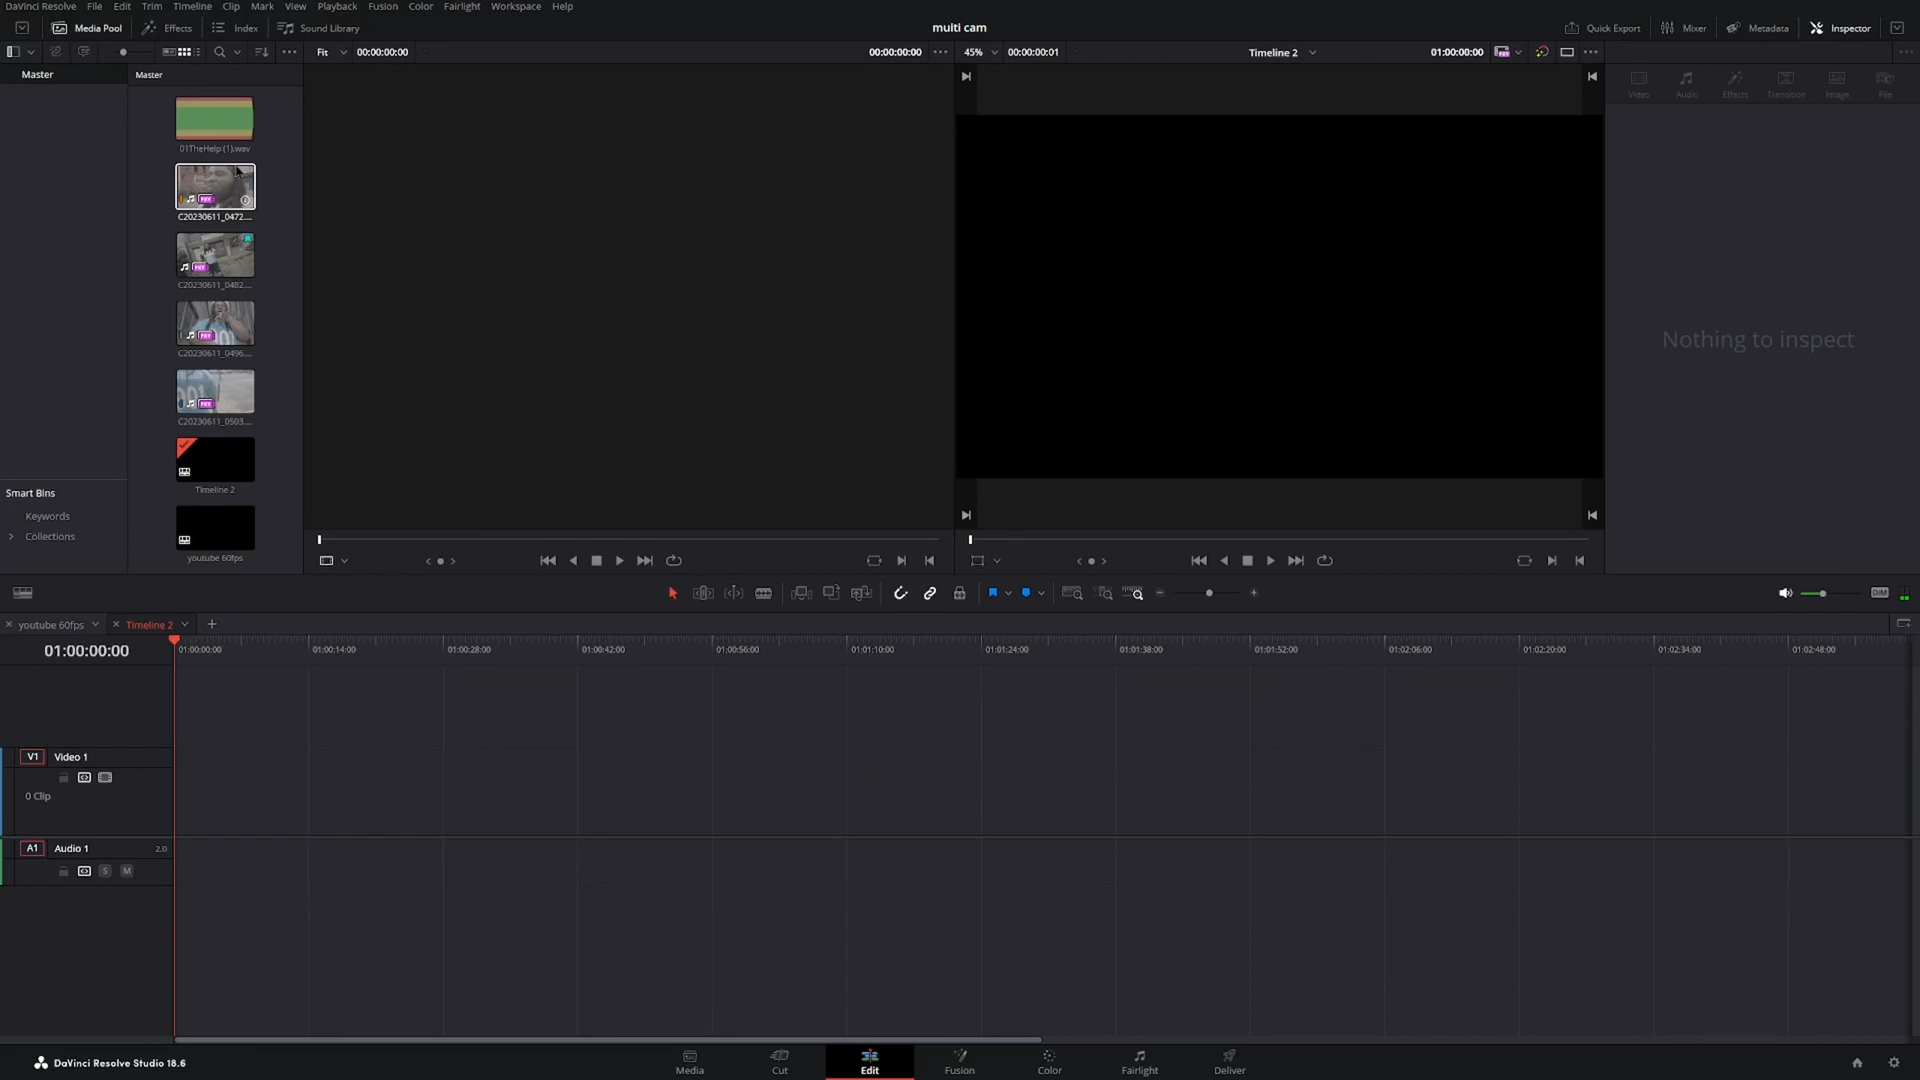 DaVinci Resolve File Edit Trim Timeline Clip Mark View Playback Fusion Color Fairlight Workspace Help
Media Pool Effects Index Sound Library multi cam Quick Export Mixer Metadata Inspector
Fit 00:00:00:00 00:00:00:00 45% 00:00:00:01 Timeline 2 01:00:00:00
Master Master
Video Audio Effects Transition Image File
01TheHelp (1).wav
C20230611_0472....
C20230611_0482....
Nothing to inspect
C20230611_0496....
C20230611_0503....
Timeline 2
Smart Bins
Keywords
Collections
youtube 60fps
DIM
youtube 60fps Timeline 2
01:00:00:00 01:00:00:00 01:00:14:00 01:00:28:00 01:00:42:00 01:00:56:00 01:01:10:00 01:01:24:00 01:01:38:00 01:01:52:00 01:02:06:00 01:02:20:00 01:02:34:00 01:02:48:00
V1 Video 1
0 Clip
A1 Audio 1 2.0
S M
DaVinci Resolve Studio 18.6
Media Cut Edit Fusion Color Fairlight Deliver